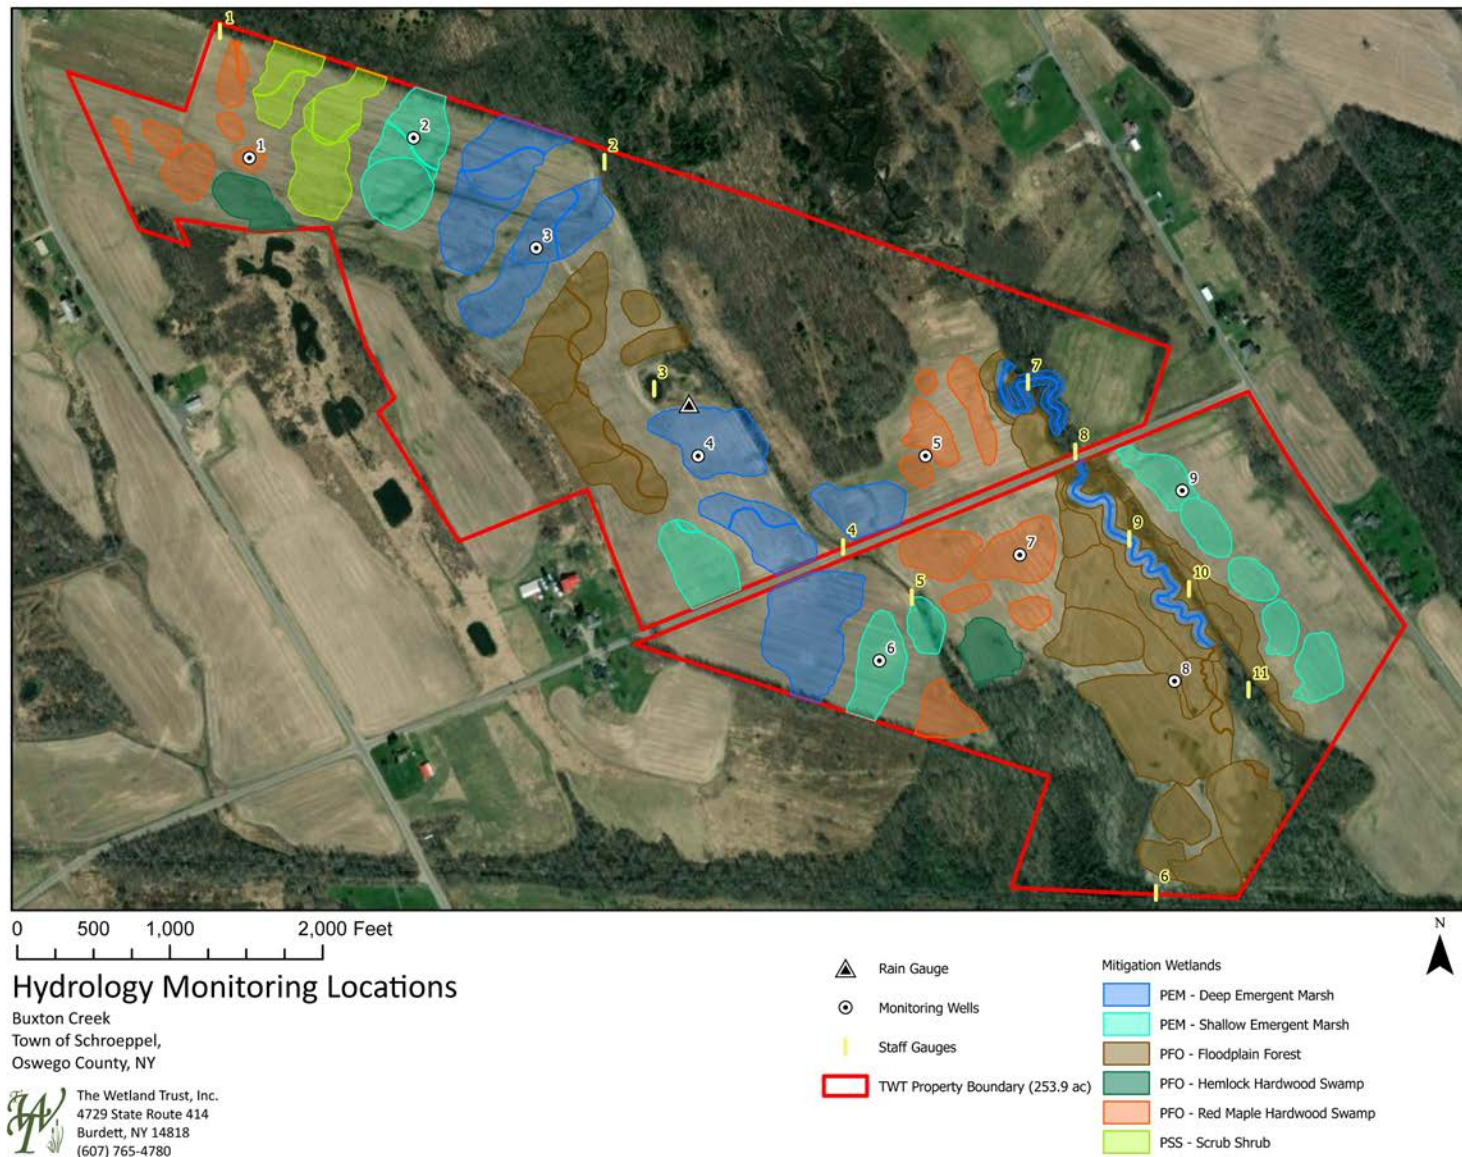 1
2
1
2
3
3
4
5
7
8
9
9
10
4
7
5
6
8
11
6
0 500 1,000 2,000 Feet
Hydrology Monitoring Locations
Buxton Creek
Town of Schroeppel,
Oswego County, NY
The Wetland Trust, Inc.
4729 State Route 414
Burdett, NY 14818
(607) 765-4780
Rain Gauge
Monitoring Wells
Staff Gauges
TWT Property Boundary (253.9 ac)
Mitigation Wetlands
PEM - Deep Emergent Marsh
PEM - Shallow Emergent Marsh
PFO - Floodplain Forest
PFO - Hemlock Hardwood Swamp
PFO - Red Maple Hardwood Swamp
PSS - Scrub Shrub
N